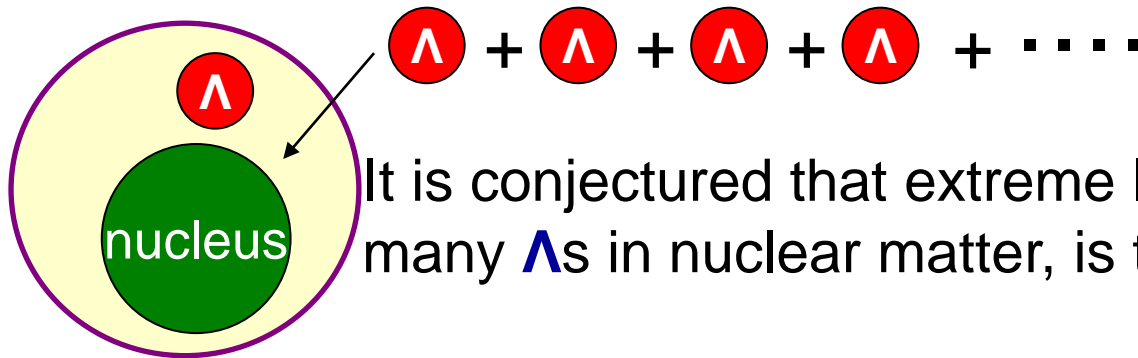 Λ + Λ + Λ + Λ + ....
Λ
It is conjectured that extreme
nucleus
many Λs in nuclear matter, is